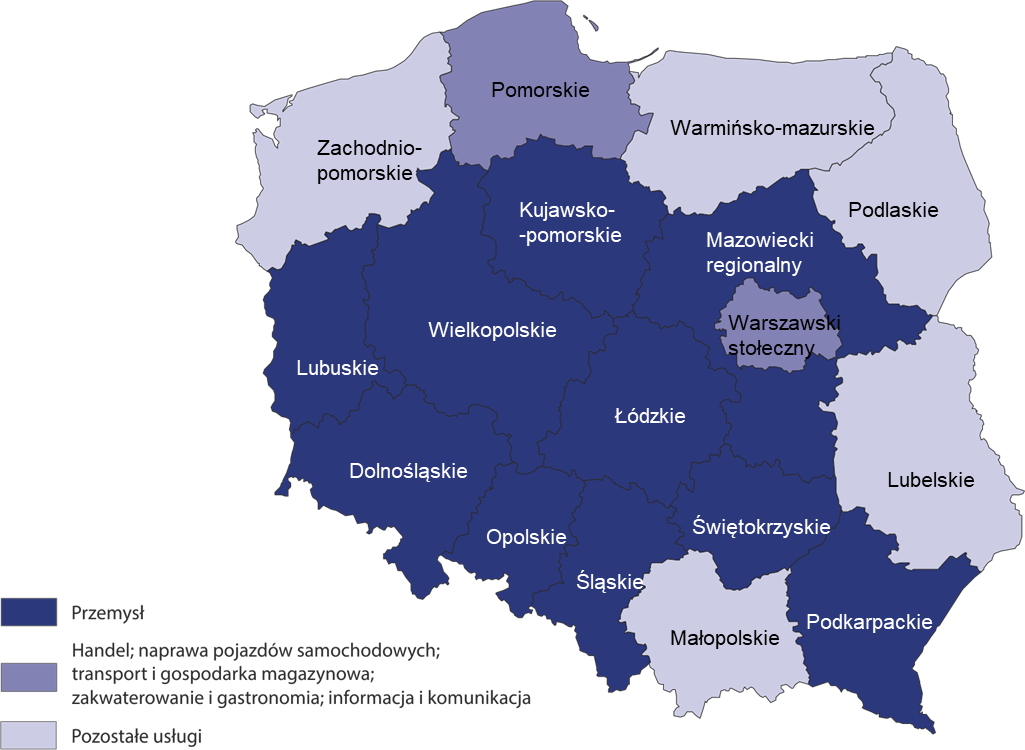 Pomorskie
Warmińsko-mazurskie
Zachodnio-
pomorskie
Podlaskie
Kujawsko-
-pomorskie
Mazowiecki
regionalny
Warszawski
stołeczny
Wielkopolskie
Lubuskie
Łódzkie
Dolnośląskie
Lubelskie
Opolskie
Świętokrzyskie
Śląskie
Małopolskie
Podkarpackie
Przemysł
Handel; naprawa pojazdów samochodowych;
transport i gospodarka magazynowa;
zakwaterowanie i gastronomia; informacja i komunikacja
Pozostałe usługi